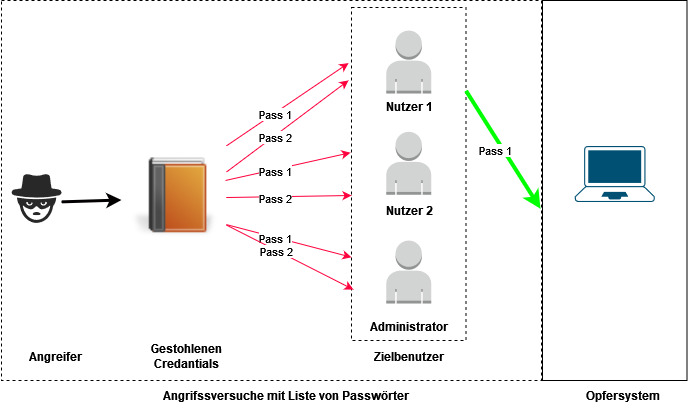 Pass 1
Nutzer 1
Pass 2
Pass 1
Pass 1
Pass 2
Nutzer 2
Pass 1
Pass 2
Administrator
Angreifer
Gestohlenen
Credantials
Zielbenutzer
Angrifssversuche mit Liste von Passwörter
Opfersystem